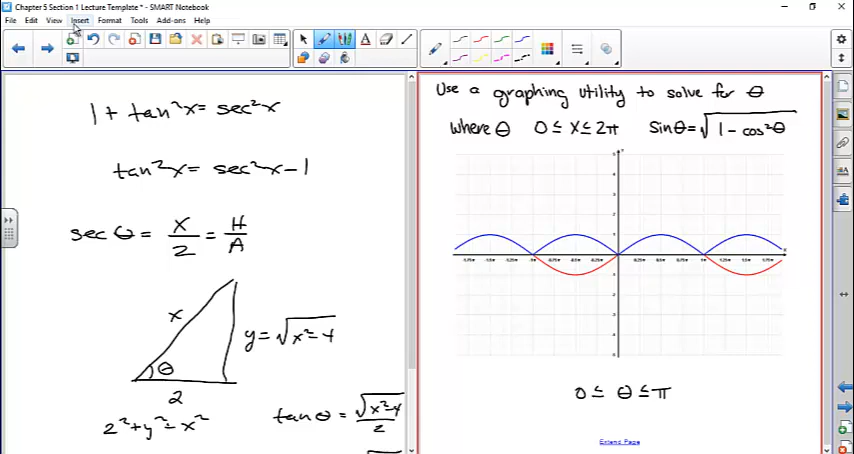 Chapter 5 Section 1 Lecture Template * - SMART Notebook
File Edit View Insert Format Tools Add-ons Help
1 + tan²x = sec²x
tan²x = sec²x - 1
sec θ = x/2 = H/A
x
y = √(x²-4)
θ
2
2² + y² = x²
tan θ = √(x²-4)/2
Use a graphing utility to solve for θ
where θ 0 ≤ x ≤ 2π sinθ = √(1 - cos²θ)
0 ≤ θ ≤ π
Extend Page